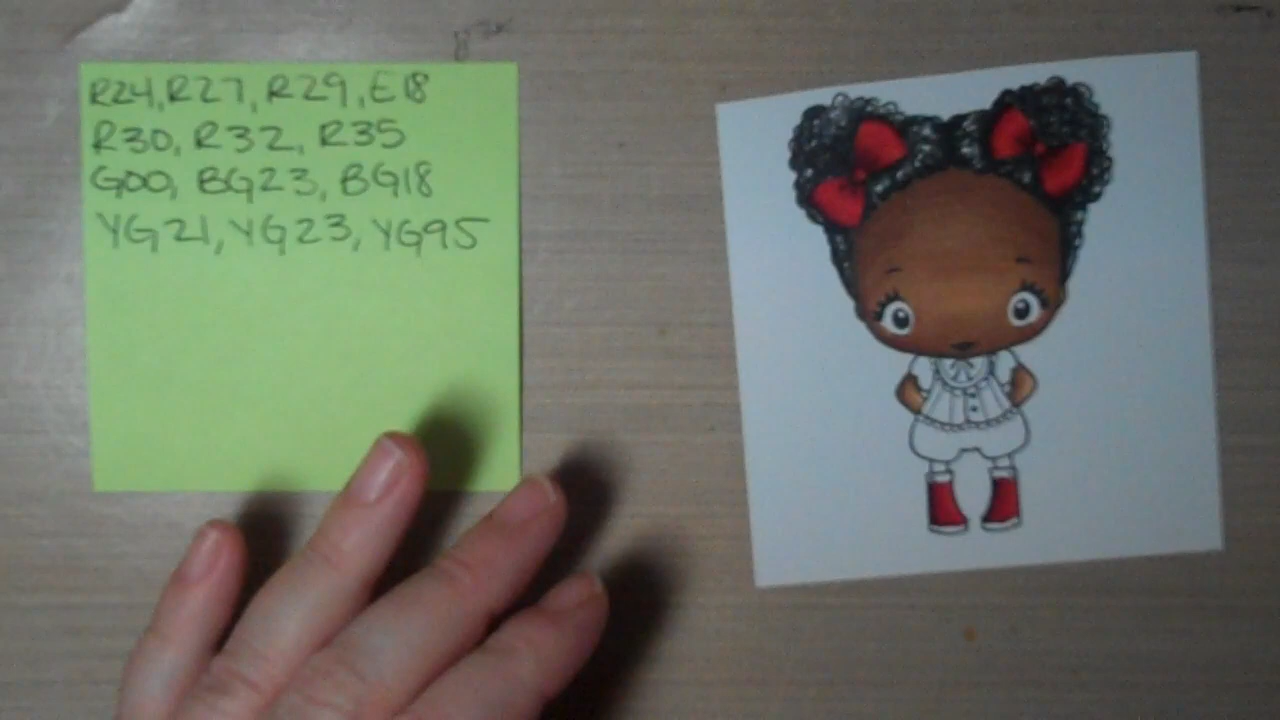 R24, R27, R29, E18
R30, R32, R35
G00, BG23, BG18
YG21, YG23, YG95